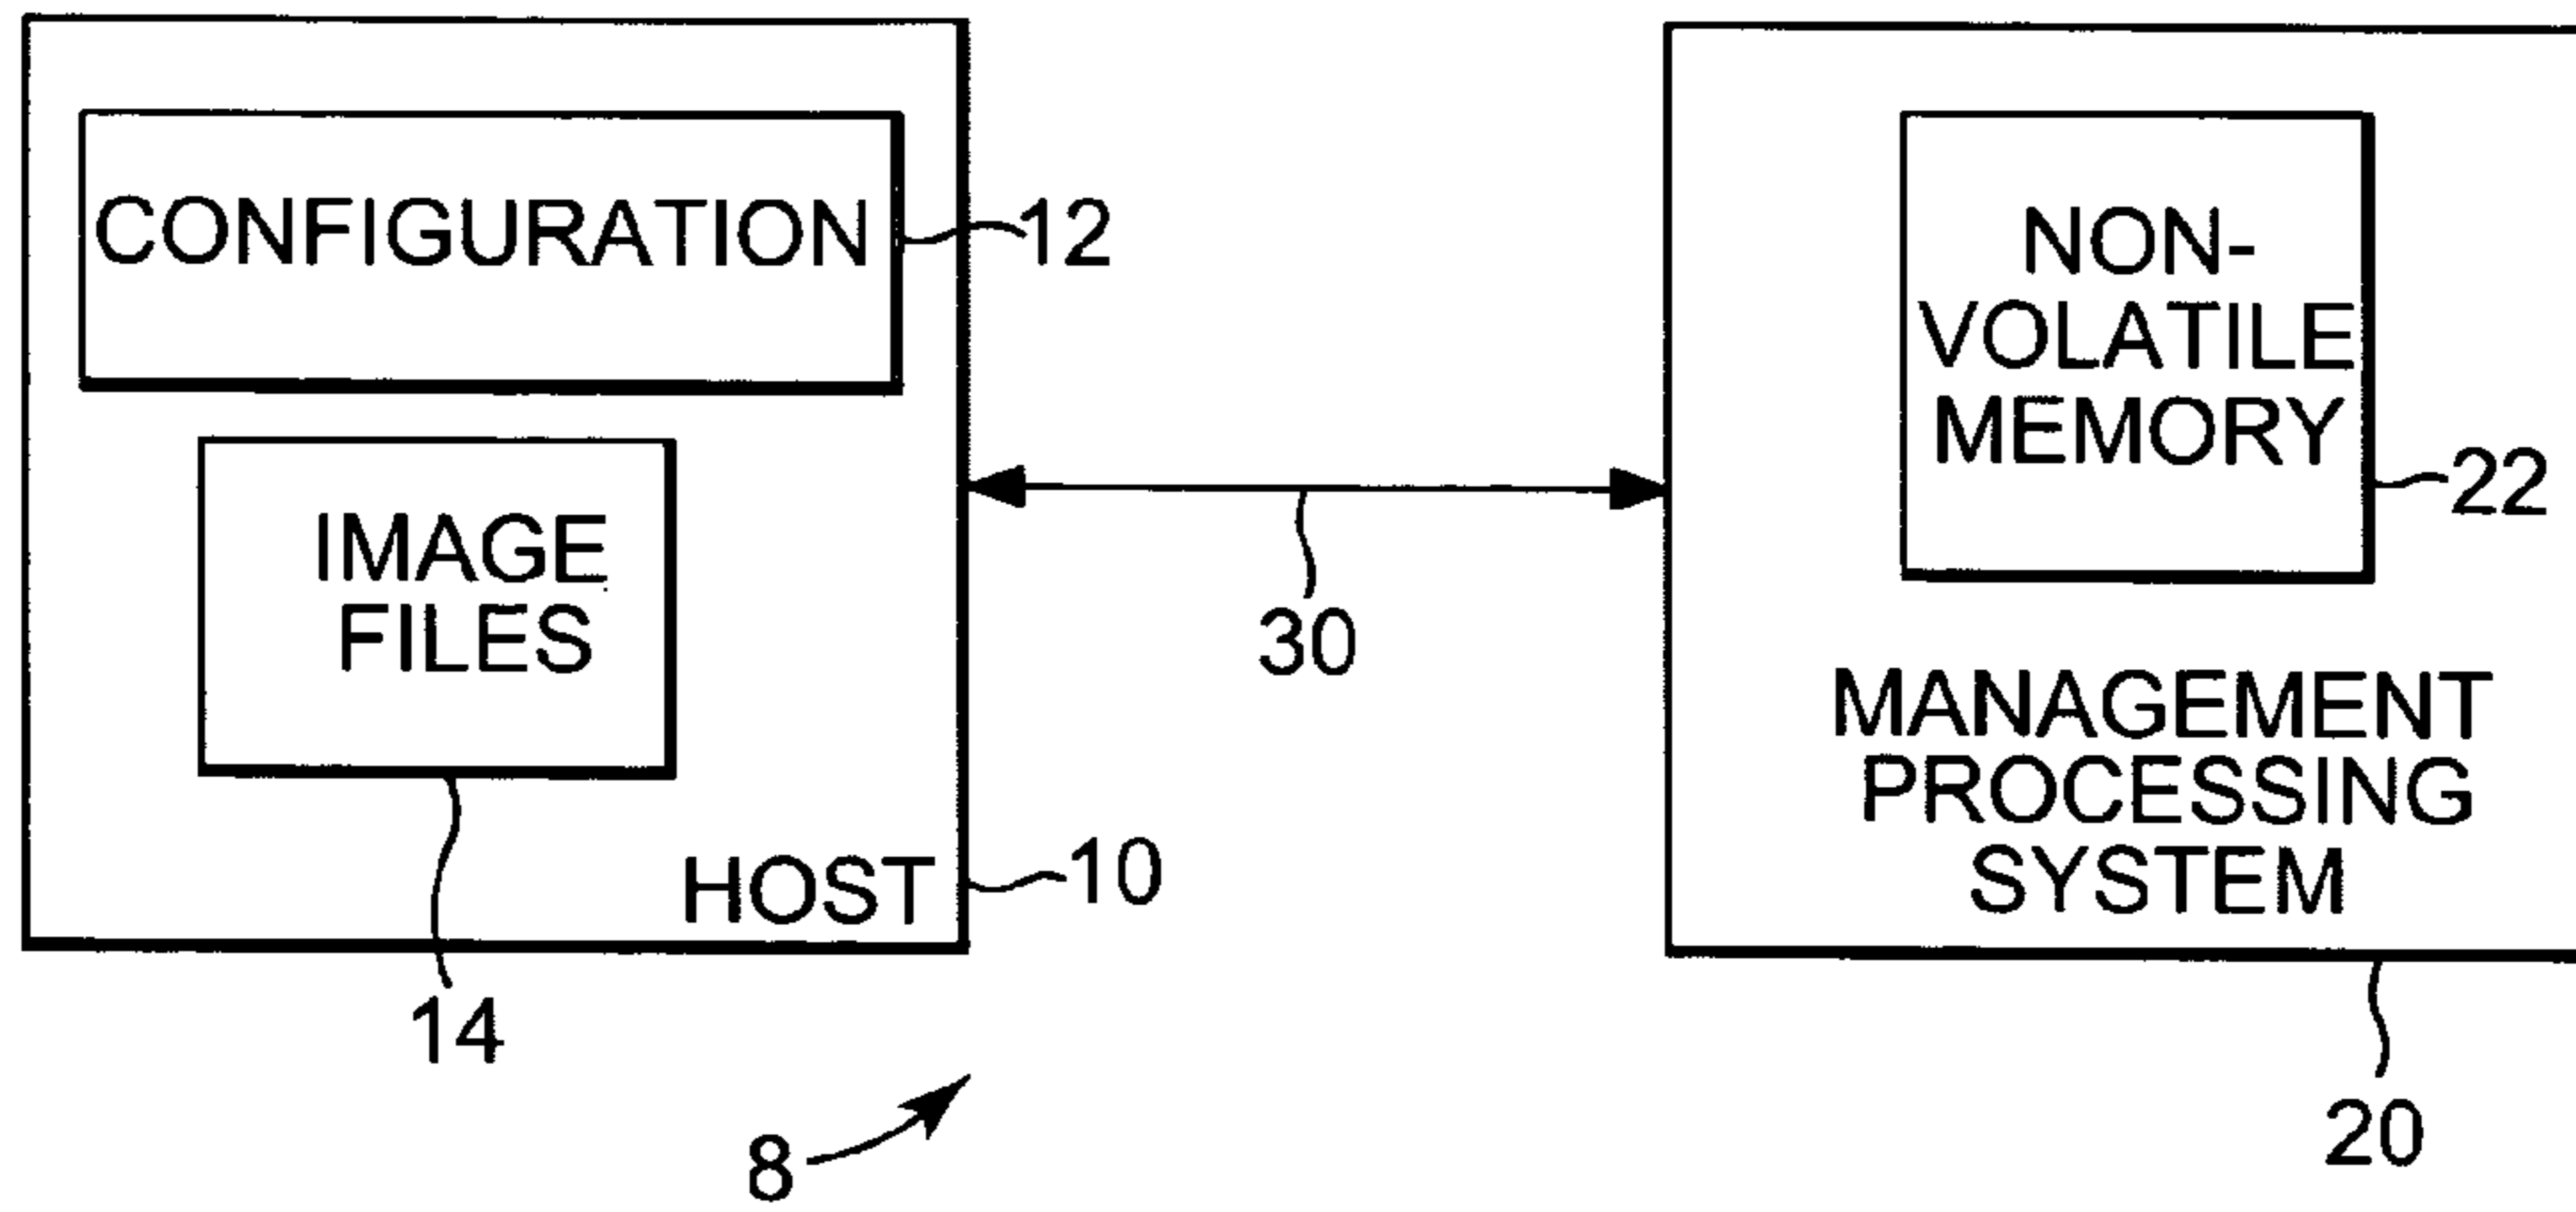 CONFIGURATION
12
IMAGE
FILES
14
HOST
10
30
NON-
VOLATILE
MEMORY
22
MANAGEMENT
PROCESSING
SYSTEM
20
8